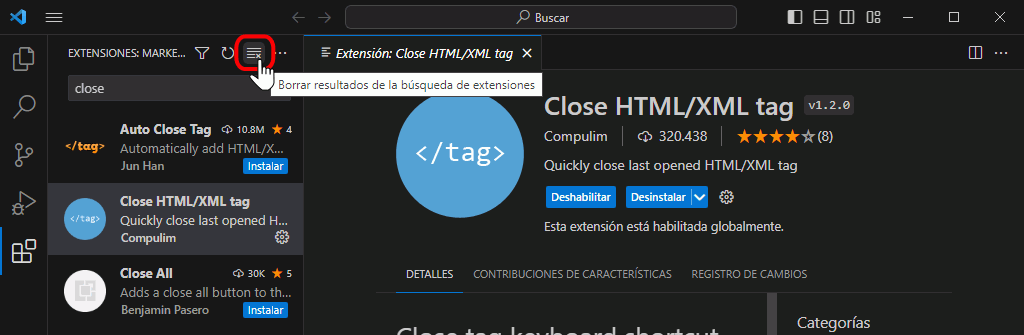 Buscar
EXTENSIONES: MARKE...
Borrar resultados de la búsqueda de extensiones
close
</tag>
Auto Close Tag 10.8M ★ 4
Automatically add HTML/X...
Jun Han Instalar
</tag>
Close HTML/XML tag
Quickly close last opened H...
Compulim
Close All 30K ★ 5
Adds a close all button to th...
Benjamin Pasero Instalar
Extensión: Close HTML/XML tag
</tag>
Close HTML/XML tag v1.2.0
Compulim 320.438 ★★★★☆ (8)
Quickly close last opened HTML/XML tag
Deshabilitar Desinstalar
Esta extensión está habilitada globalmente.
DETALLES CONTRIBUCIONES DE CARACTERÍSTICAS REGISTRO DE CAMBIOS
Close tag keyboard shortcut
Categorías